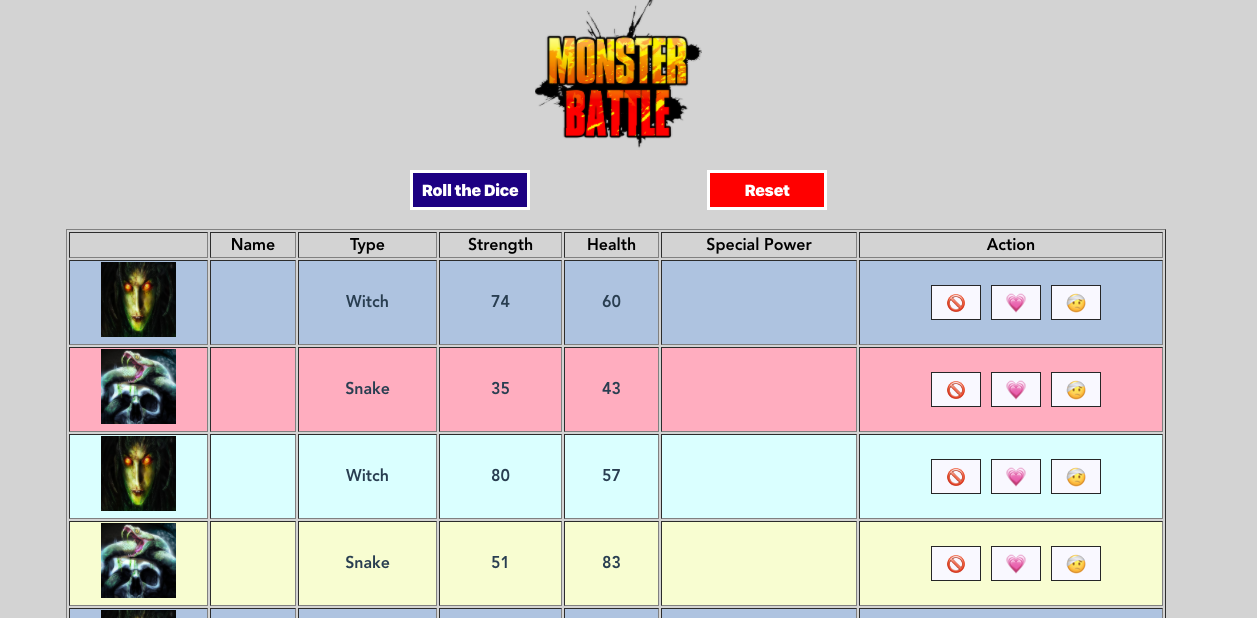 MONSTER
BATTLE
Roll the Dice
Reset
Name Type Strength Health Special Power Action
Witch 74 60
Snake 35 43
Witch 80 57
Snake 51 83